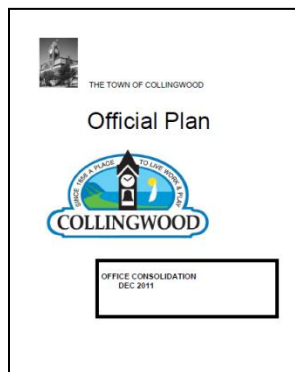 THE TOWN OF COLLINGWOOD
Official Plan
SINCE 1858 A PLACE TO LIVE WORK & PLAY
COLLINGWOOD
OFFICE CONSOLIDATION
DEC 2011